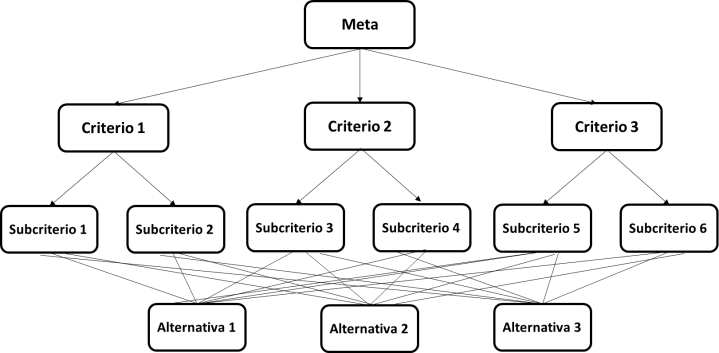 Meta
Criterio 1
Criterio 2
Criterio 3
Subcriterio 1
Subcriterio 2
Subcriterio 3
Subcriterio 4
Subcriterio 5
Subcriterio 6
Alternativa 1
Alternativa 2
Alternativa 3